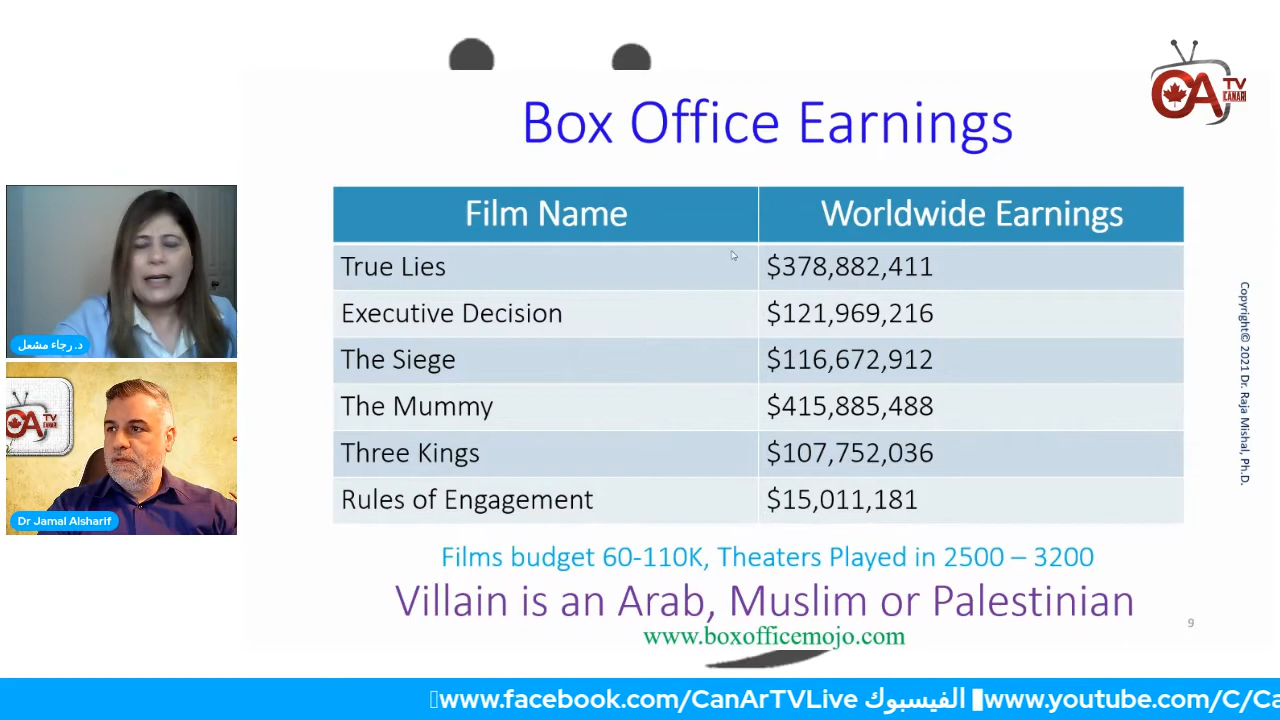 CA TV
CANAR
Box Office Earnings
Film Name Worldwide Earnings
True Lies $378,882,411
Executive Decision $121,969,216
The Siege $116,672,912
The Mummy $415,885,488
Three Kings $107,752,036
Rules of Engagement $15,011,181
Films budget 60-110K, Theaters Played in 2500 – 3200
Villain is an Arab, Muslim or Palestinian
www.boxofficemojo.com
9
Copyright© 2021 Dr. Raja Mishal, Ph.D.
د. رجاء مشعل
CA TV
Dr Jamal Alsharif
www.facebook.com/CanArTVLive الفيسبوك www.youtube.com/C/Ca